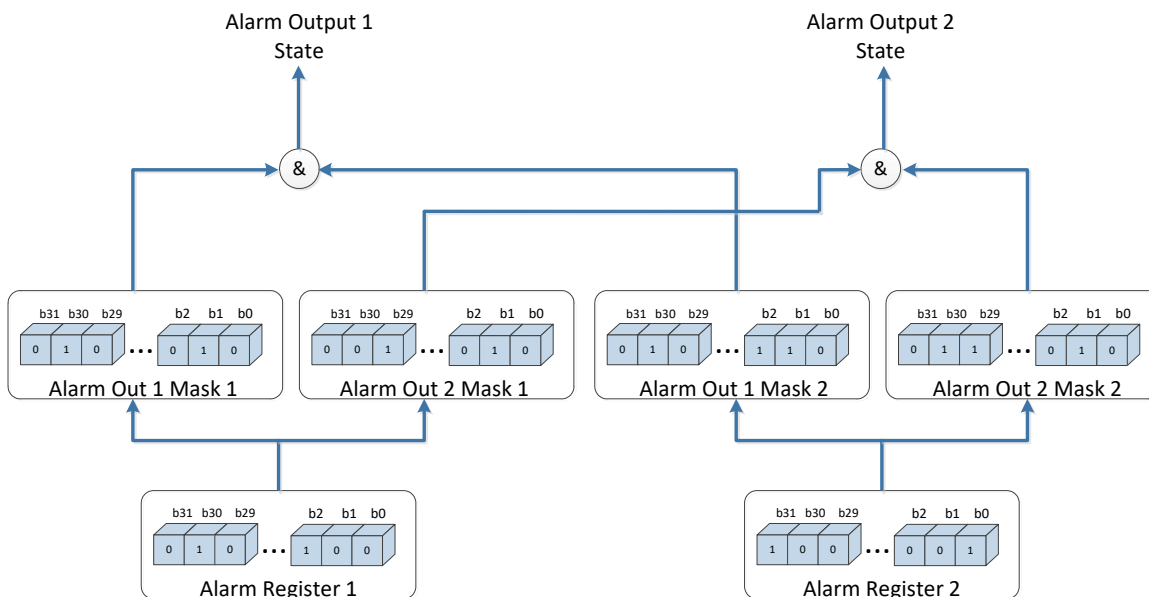 Alarm Output 1
State
Alarm Output 2
State
&
&
b31 b30 b29 b2 b1 b0
0 1 0 ... 0 1 0
Alarm Out 1 Mask 1
b31 b30 b29 b2 b1 b0
0 0 1 ... 0 1 0
Alarm Out 2 Mask 1
b31 b30 b29 b2 b1 b0
0 1 0 ... 1 1 0
Alarm Out 1 Mask 2
b31 b30 b29 b2 b1 b0
0 1 1 ... 0 1 0
Alarm Out 2 Mask 2
b31 b30 b29 b2 b1 b0
0 1 0 ... 1 0 0
Alarm Register 1
b31 b30 b29 b2 b1 b0
1 0 0 ... 0 0 1
Alarm Register 2